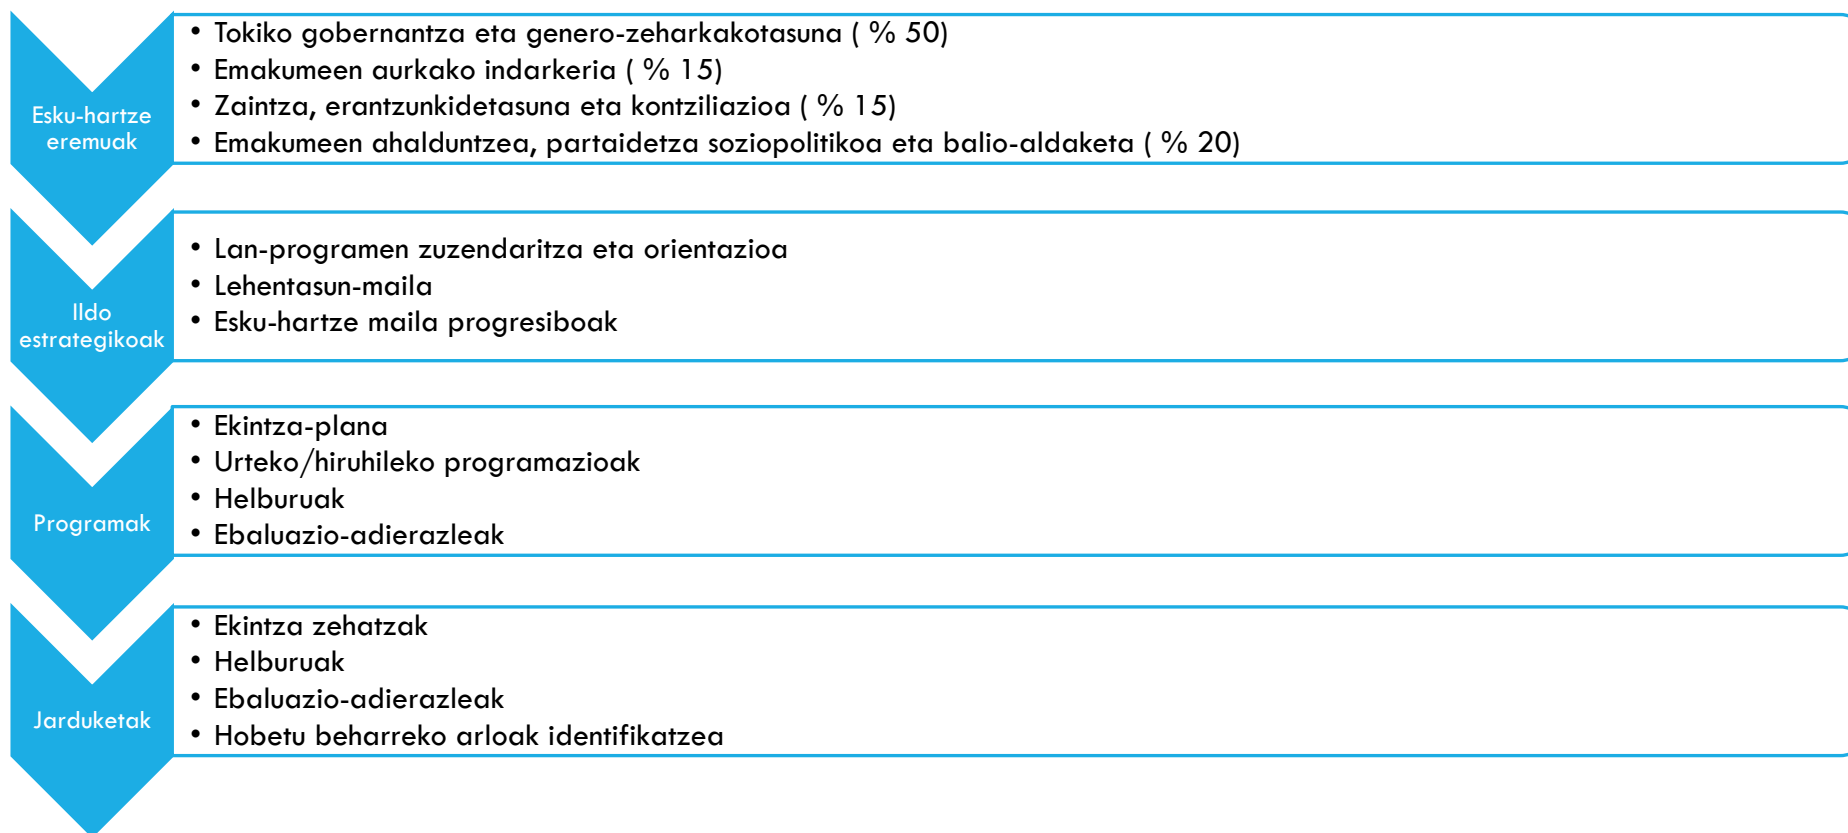 Esku-hartze
eremuak
• Tokiko gobernantza eta genero-zeharkakotasuna ( % 50)
• Emakumeen aurkako indarkeria ( % 15)
• Zaintza, erantzunkidetasuna eta kontziliazioa ( % 15)
• Emakumeen ahalduntzea, partaidetza soziopolitikoa eta balio-aldaketa ( % 20)
Ildo
estrategikoak
• Lan-programen zuzendaritza eta orientazioa
• Lehentasun-maila
• Esku-hartze maila progresiboak
Programak
• Ekintza-plana
• Urteko/hiruhileko programazioak
• Helburuak
• Ebaluazio-adierazleak
Jarduketak
• Ekintza zehatzak
• Helburuak
• Ebaluazio-adierazleak
• Hobetu beharreko arloak identifikatzea